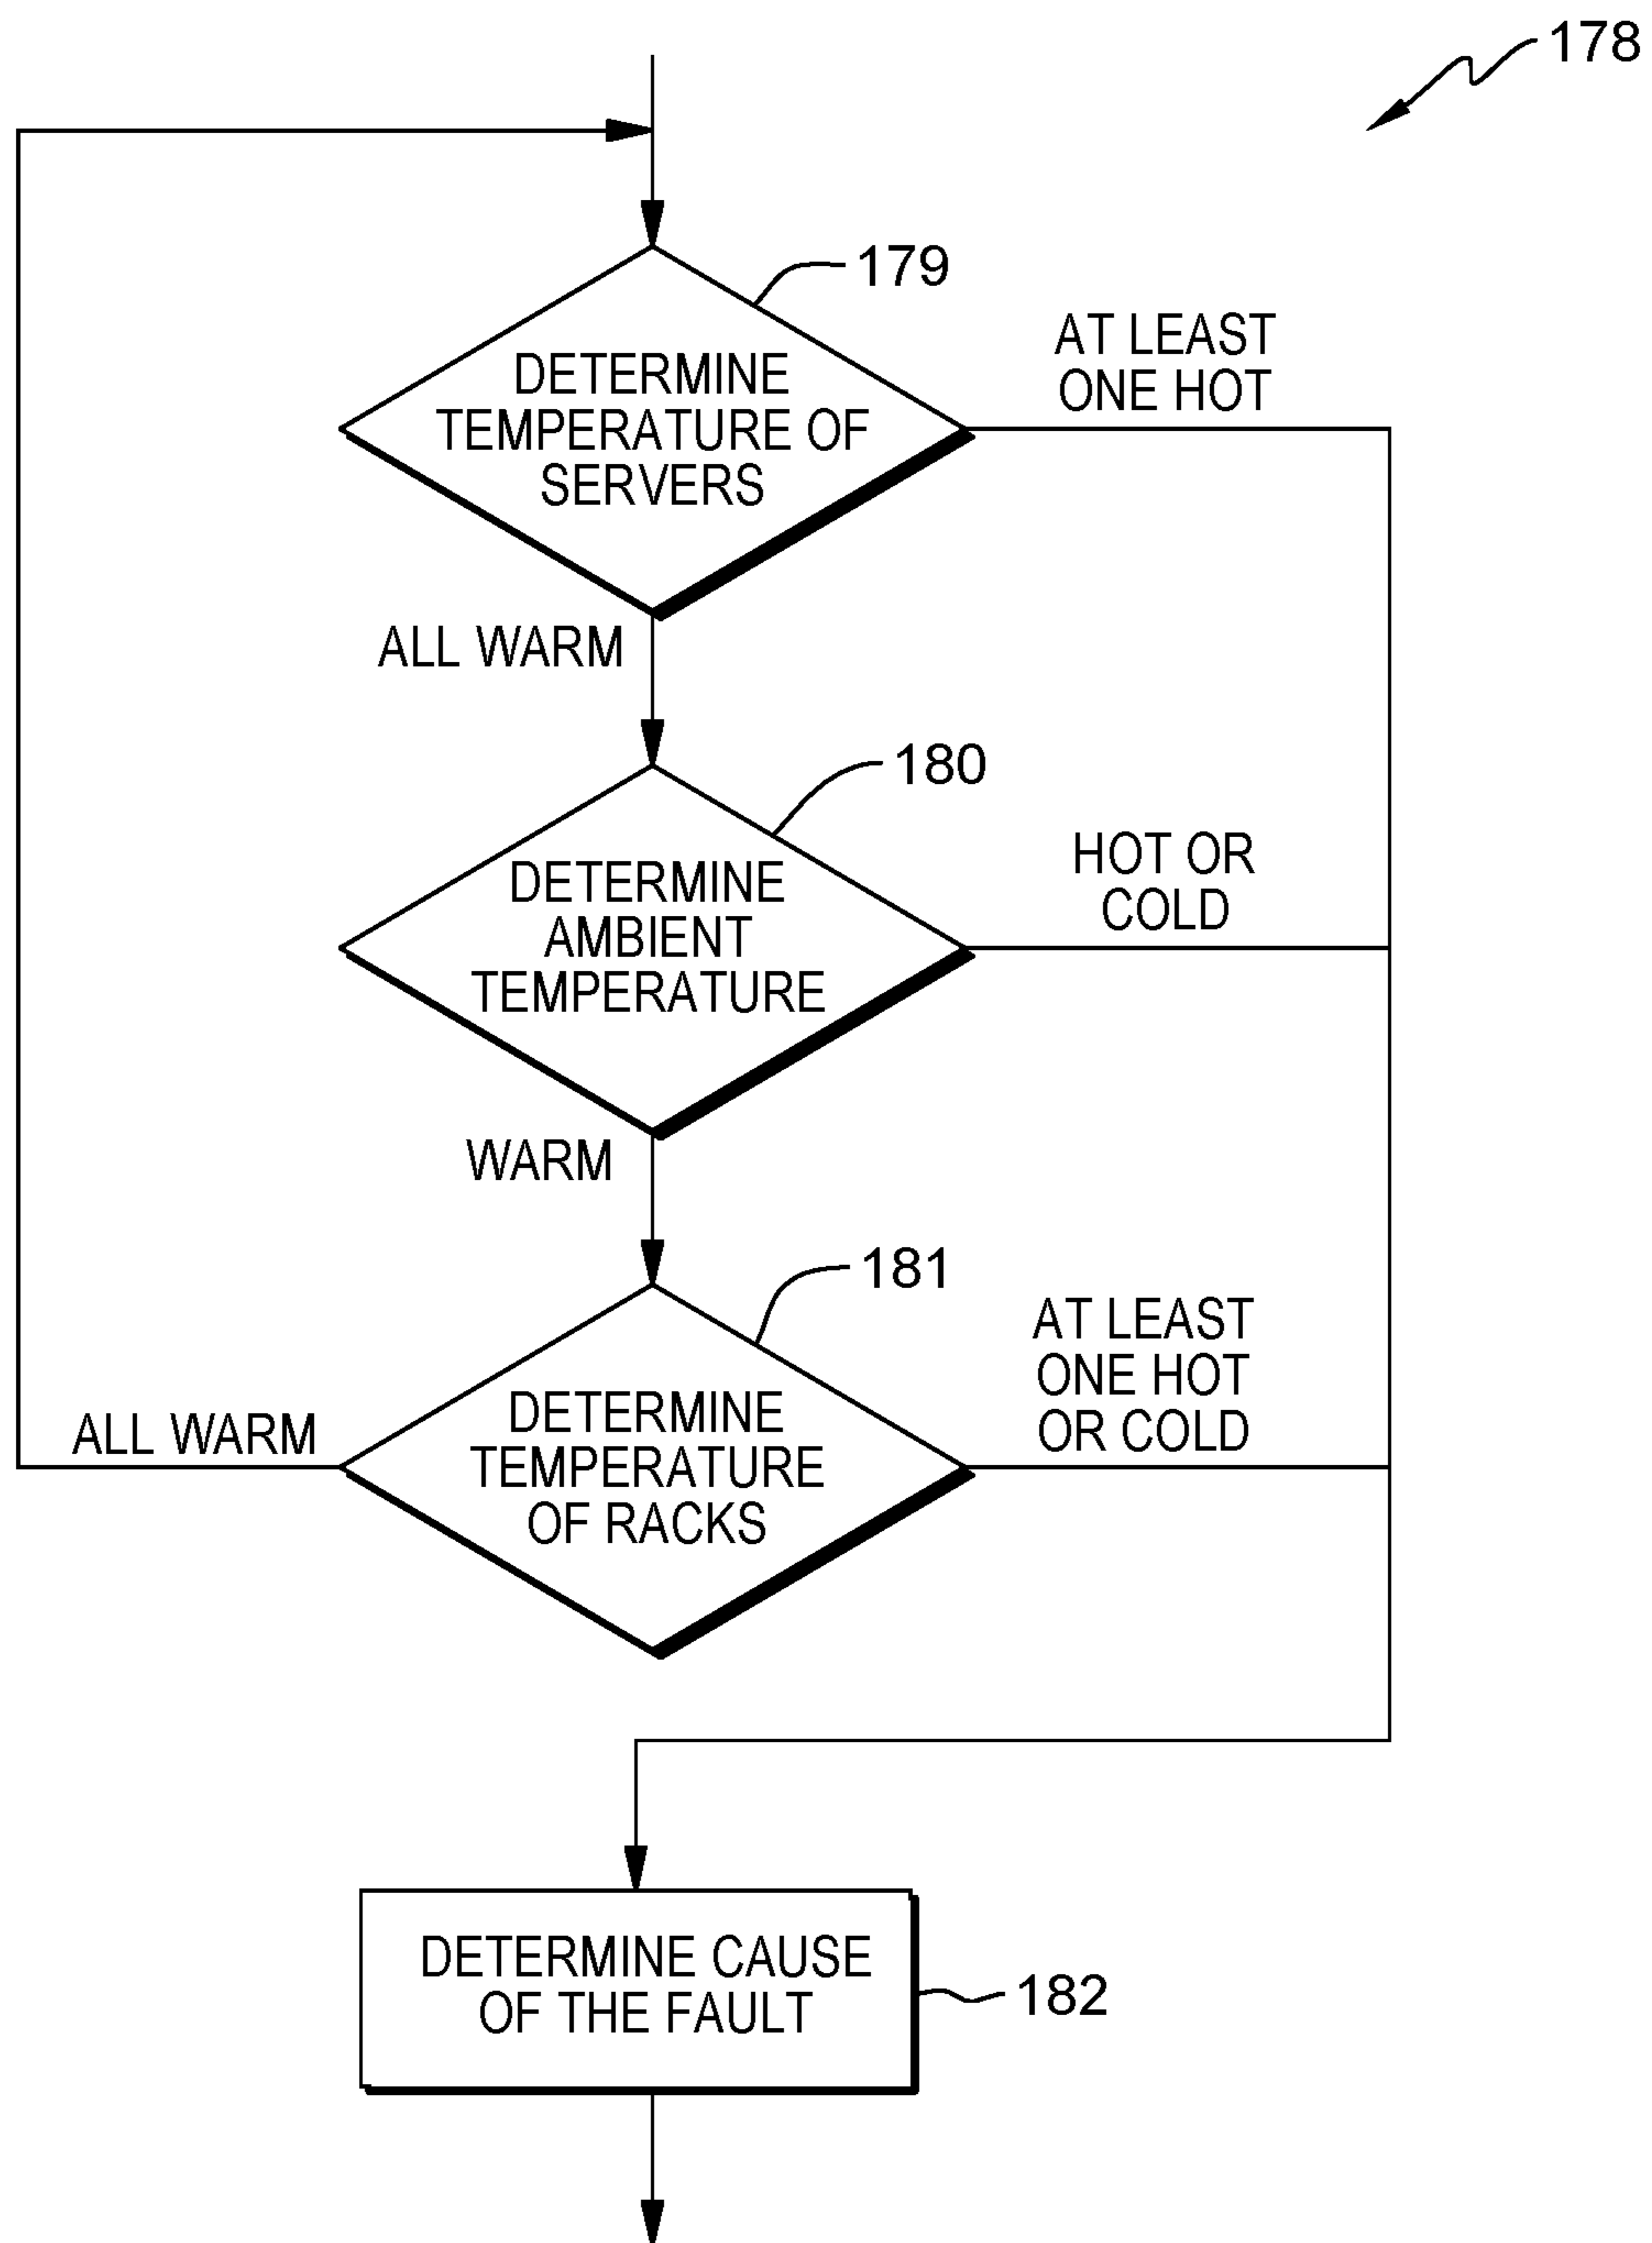 178
179
DETERMINE
TEMPERATURE OF
SERVERS
AT LEAST
ONE HOT
ALL WARM
180
DETERMINE
AMBIENT
TEMPERATURE
HOT OR
COLD
WARM
181
DETERMINE
TEMPERATURE
OF RACKS
AT LEAST
ONE HOT
OR COLD
ALL WARM
DETERMINE CAUSE
OF THE FAULT
182